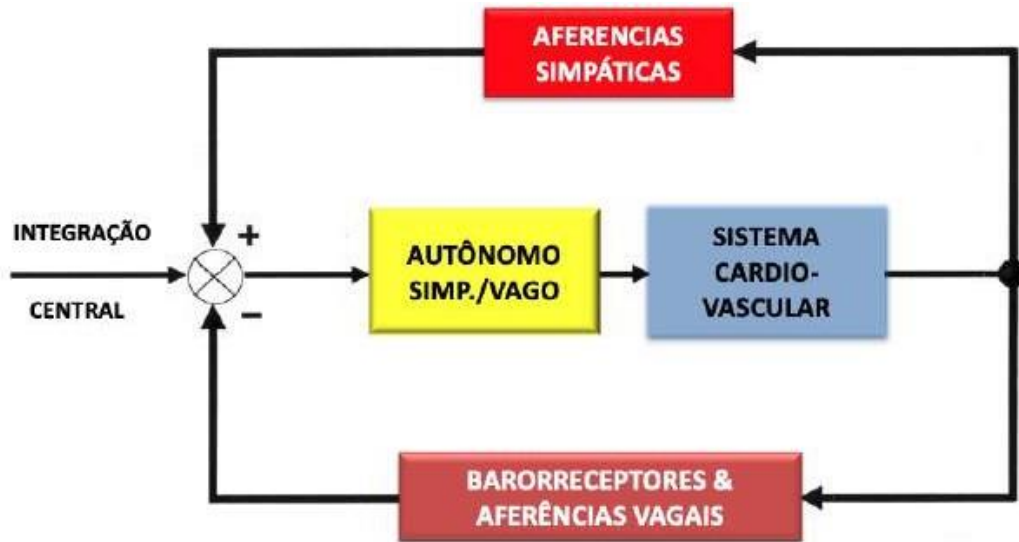 AFERENCIAS
SIMPÁTICAS
INTEGRAÇÃO
CENTRAL
+
−
AUTÔNOMO
SIMP./VAGO
SISTEMA
CARDIO-
VASCULAR
BARORRECEPTORES &
AFERÊNCIAS VAGAIS